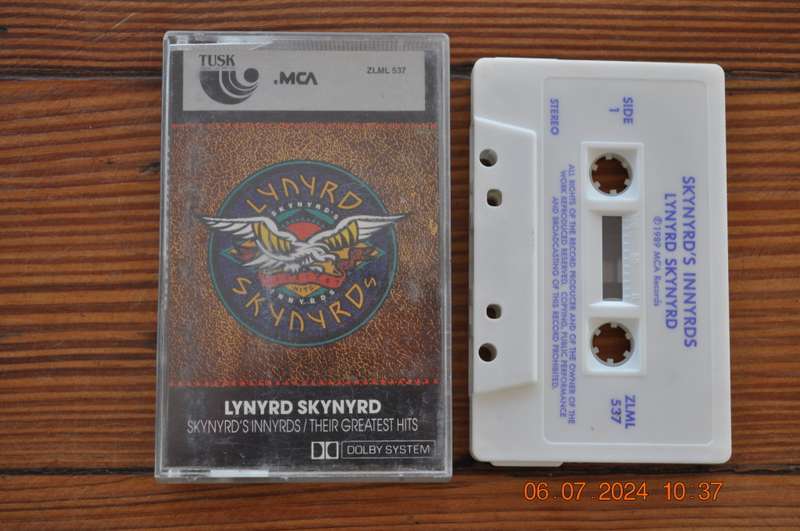 TUSK
.MCA
ZLML 537
LYNYRD
SKYNYRD'S
INNYRDS
SKYNYRDS
LYNYRD SKYNYRD
SKYNYRD'S INNYRDS / THEIR GREATEST HITS
DOLBY SYSTEM
SKYNYRD'S INNYRDS
LYNYRD SKYNYRD
Ⓟ1989 MCA Records
SIDE
1
STEREO
ZLML
537
ALL RIGHTS OF THE RECORD PRODUCER AND OF THE OWNER OF THE
WORK REPRODUCED RESERVED. COPYING, PUBLIC PERFORMANCE
AND BROADCASTING OF THIS RECORD PROHIBITED.
06.07.2024 10:37